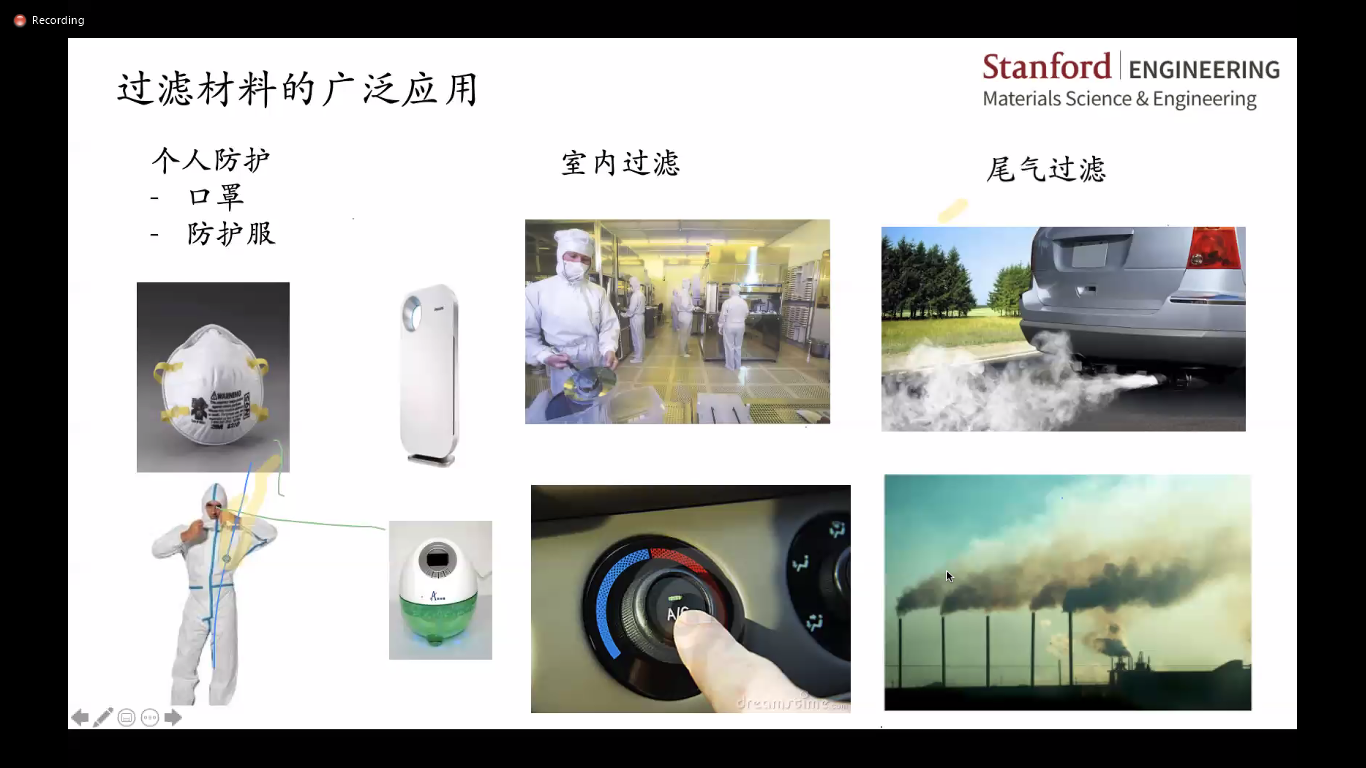 Recording
过滤材料的广泛应用
Stanford ENGINEERING
Materials Science & Engineering
个人防护
- 口罩
- 防护服
室内过滤
尾气过滤
WARNING
3M 8210
A/C
dreamstime.com